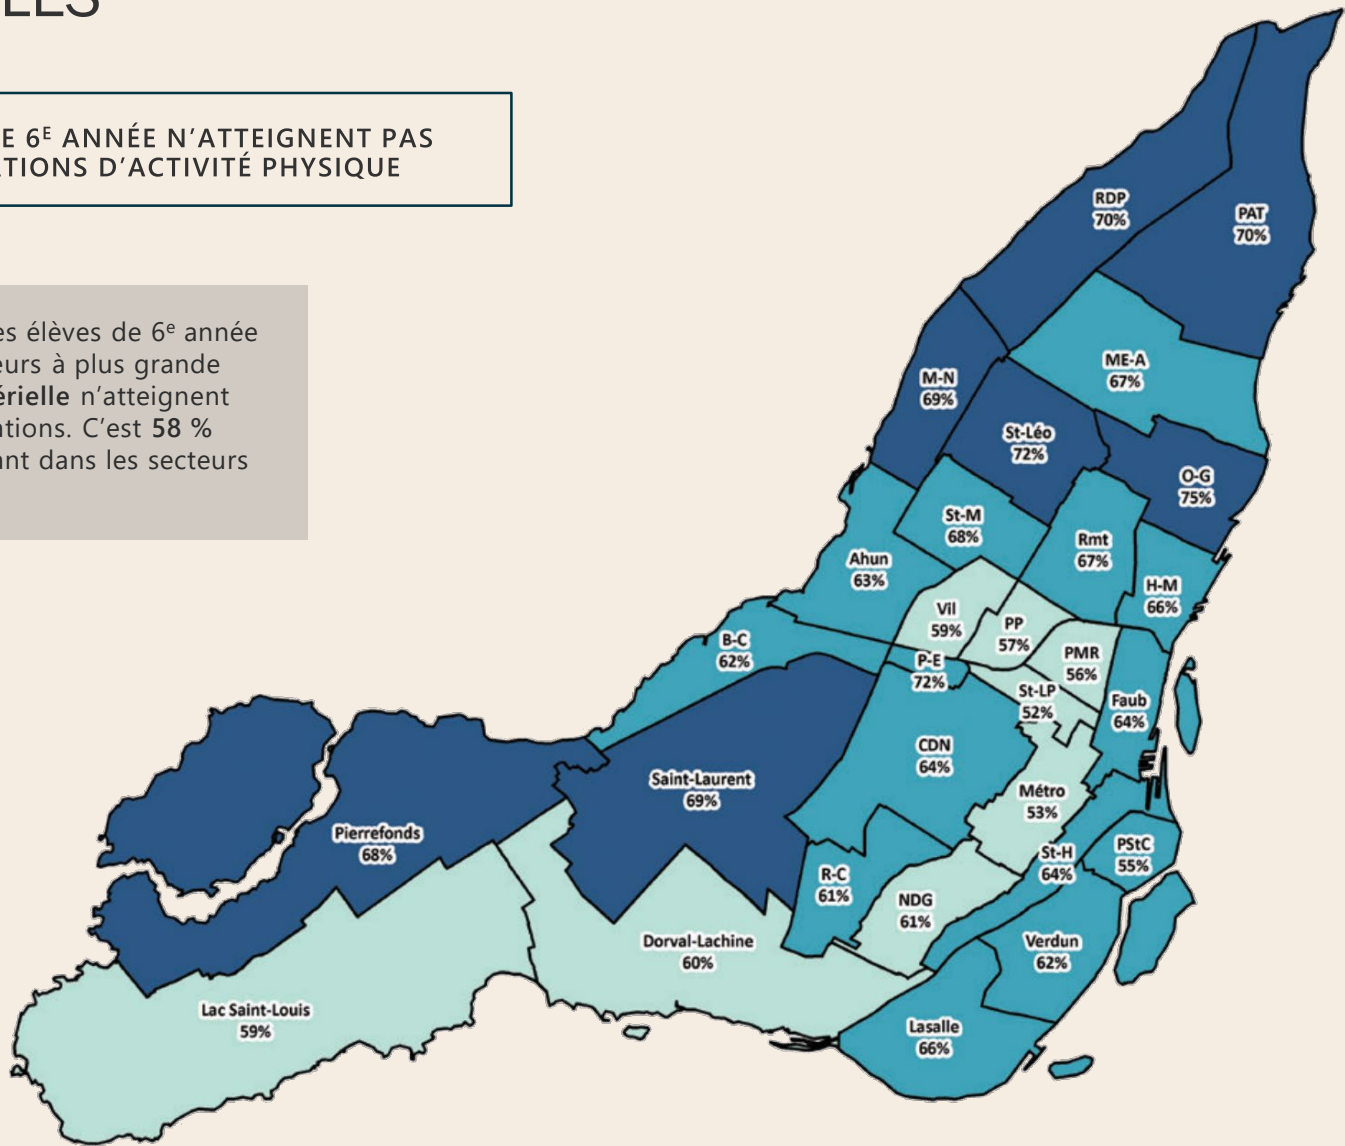 LLES
E 6E ANNÉE N'ATTEIGNENT PAS
ATIONS D'ACTIVITÉ PHYSIQUE
es élèves de 6e année
eurs à plus grande
érielle n'atteignent
ations. C'est 58 %
ant dans les secteurs
RDP
70%
PAT
70%
ME-A
67%
M-N
69%
St-Léo
72%
O-G
75%
St-M
68%
Rmt
67%
Ahun
63%
H-M
66%
Vil
59%
PP
57%
B-C
62%
P-E
72%
PMR
56%
St-LP
52%
Faub
64%
CDN
64%
Saint-Laurent
69%
Métro
53%
Pierrefonds
68%
St-H
64%
PStC
55%
R-C
61%
NDG
61%
Dorval-Lachine
60%
Verdun
62%
Lac Saint-Louis
59%
Lasalle
66%